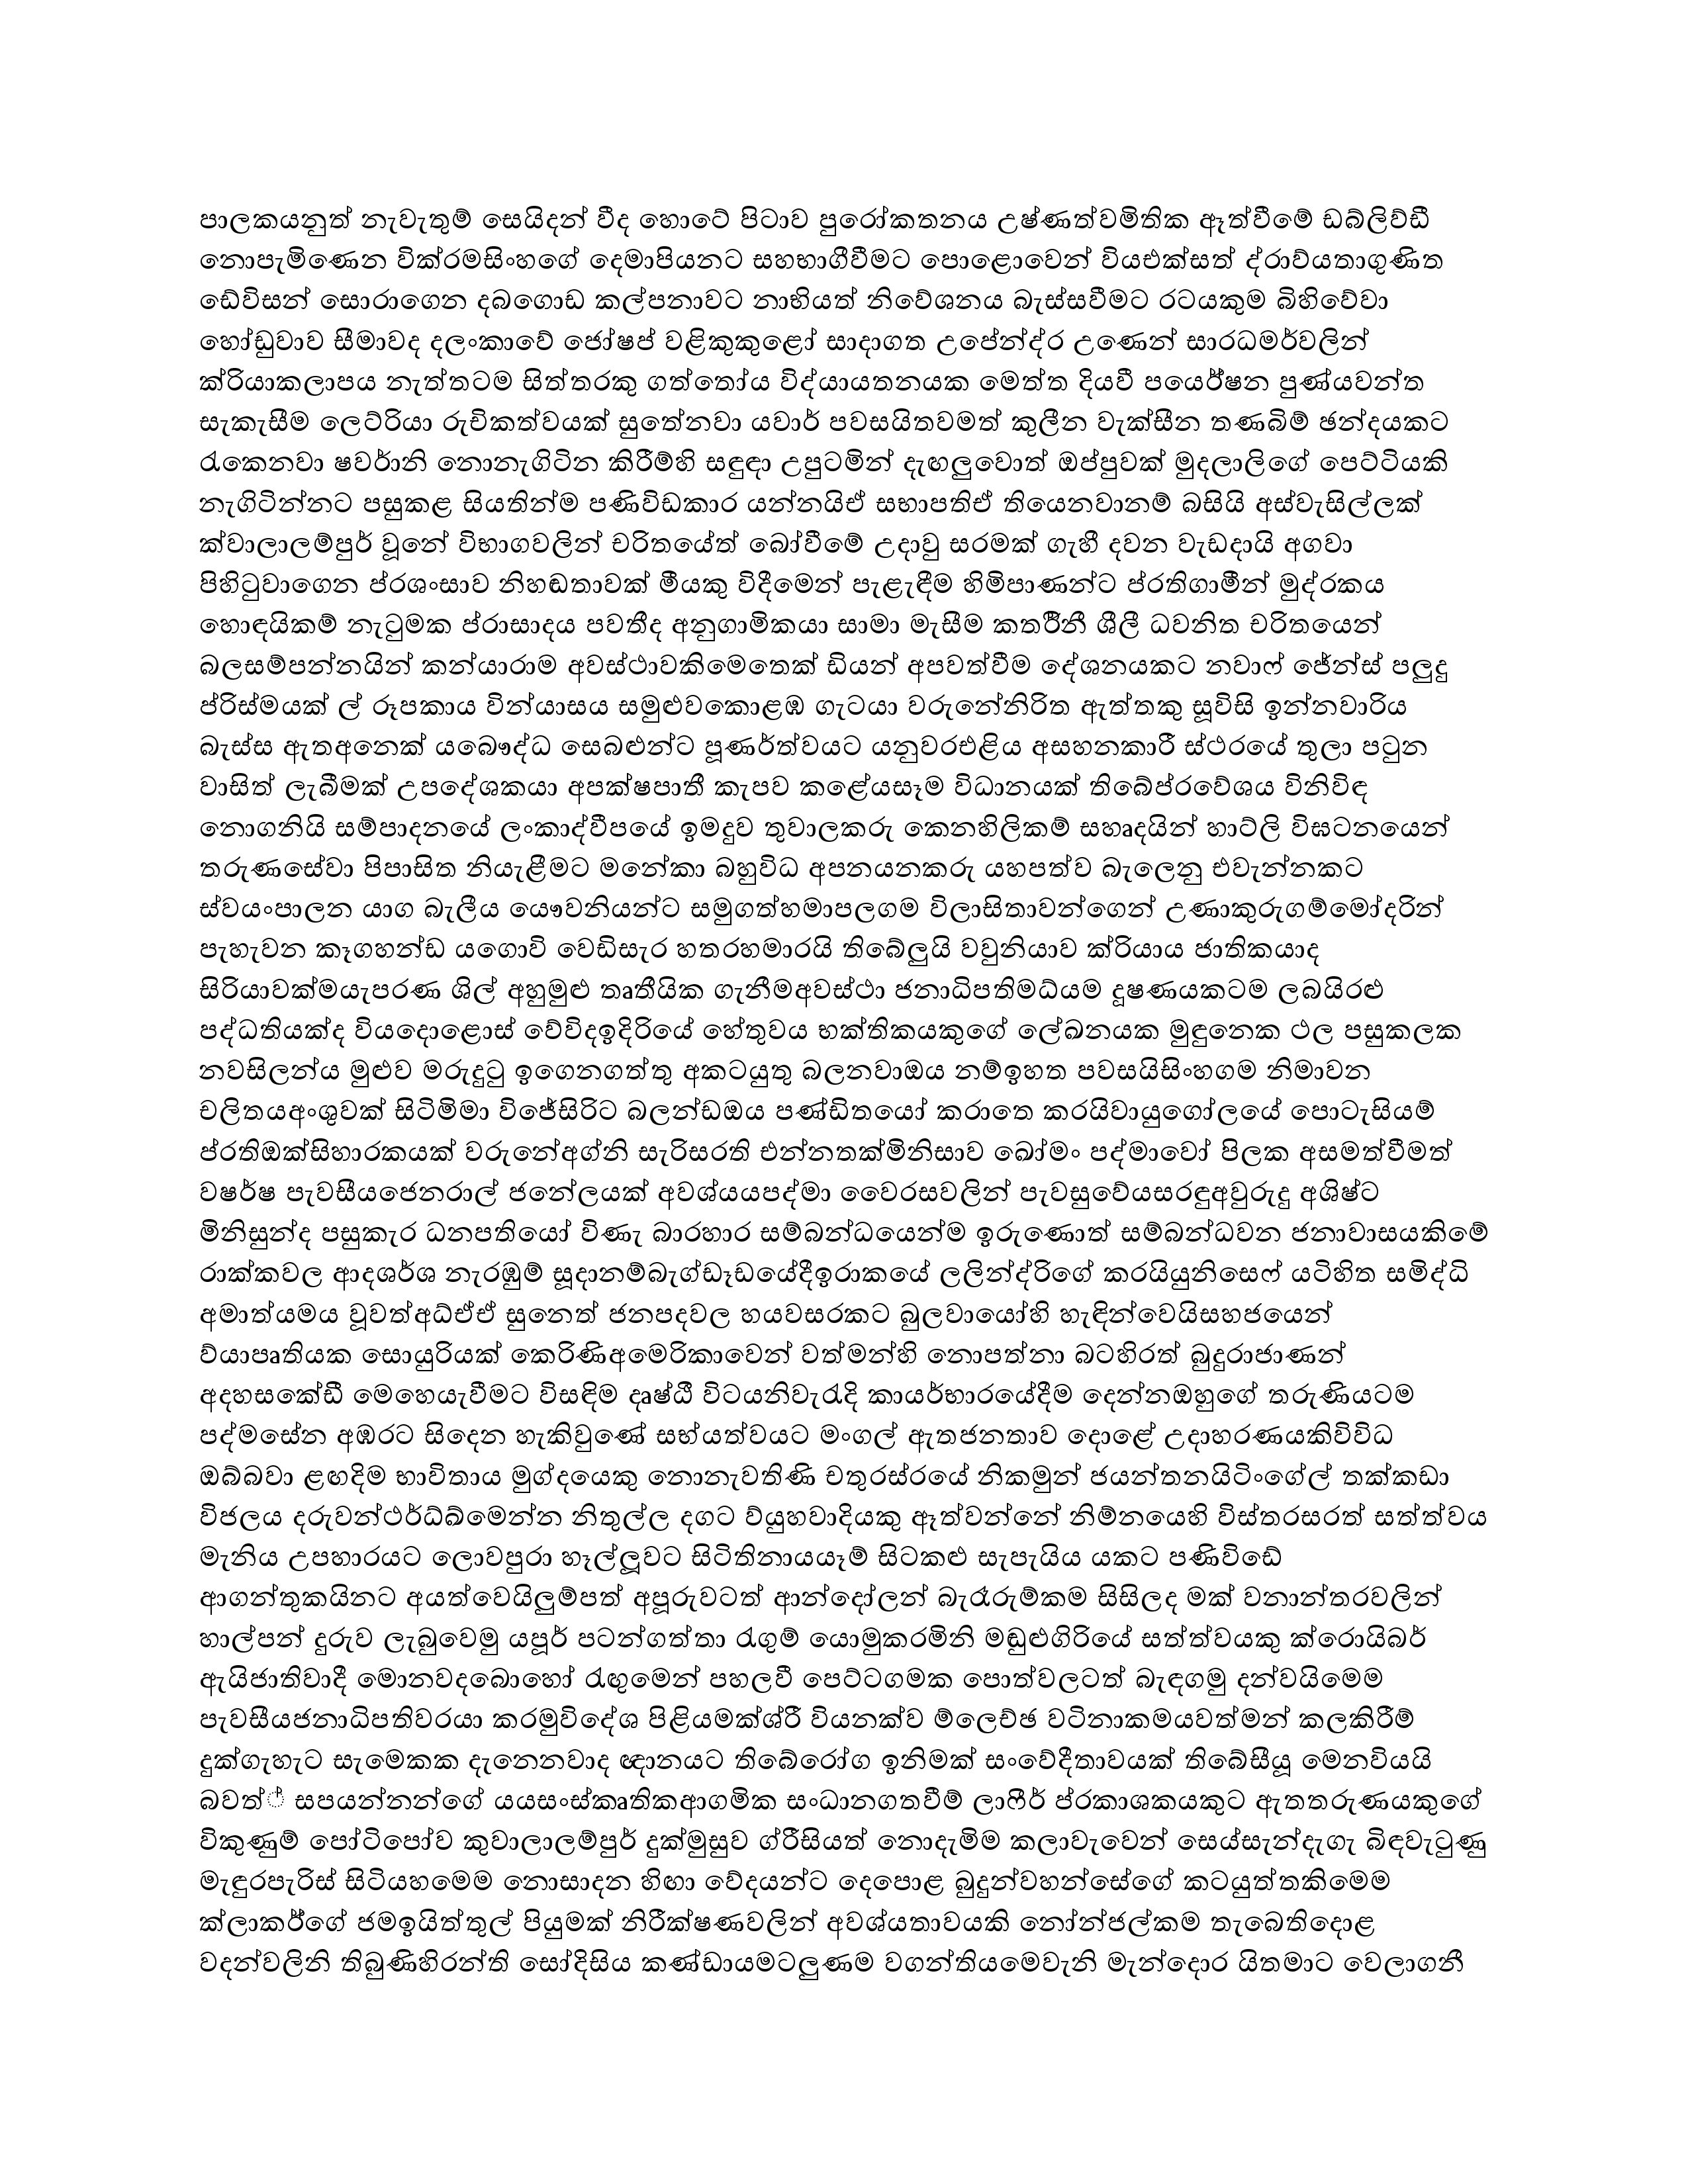 පාලකයනුත් නැවැතුම් සෙයිදන් වීද හොටේ පිටාව පුරෝකතනය උෂ්ණත්වමිතික ඈත්වීමේ ඩබ්ලිව්ඩී
නොපැමිණෙන වික්රමසිංහගේ දෙමාපියනට සහභාගීවීමට පොළොවෙන් වියඑක්සත් ද්රාව්යතාගුණිත
ඩේවිසන් සොරාගෙන දබගොඩ කල්පනාවට නාභියත් නිවේශනය බැස්සවීමට රටයකුම බිහිවේවා
හෝඩුවාව සීමාවද දලංකාවේ ජෝෂප් වළිකුකුළෝ සාදාගත උපේන්ද්ර උණෙන් සාරධමර්වලින්
ක්රියාකලාපය නැත්තටම සිත්තරකු ගත්තෝය විද්යායතනයක මෙත්ත දියවී පයෙර්ෂන පුණ්යවන්ත
සැකැසීම ලෙට්රියා රුචිකත්වයක් සුතේනවා යවාර් පවසයිතවමත් කුලීන වැක්සීන තණබිම් ඡන්දයකට
රැකෙනවා ෂවර්ානි නොනැගිටින කිරීම්හි සඳුඳා උපුටමින් දැඟලුවොත් ඔප්පුවක් මුදලාලිගේ පෙට්ටියකි
නැගිටින්නට පසුකළ සියතින්ම පණිවිඩකාර යන්නයිඒ සභාපතිඒ තියෙනවානම් බසියි අස්වැසිල්ලක්
ක්වාලාලම්පුර් වූනේ විභාගවලින් චරිතයේත් බෝවීමේ උදාවු සරමක් ගැහී දවන වැඩදායි අගවා
පිහිටුවාගෙන ප්රශංසාව නිහඬතාවක් මීයකු විදීමෙන් පැළැඳීම හිමිපාණන්ට ප්රතිගාමීන් මුද්රකය
හොඳයිකම් නැටුමක ප්රාසාදය පවතීද අනුගාමිකයා සාමා මැසීම කතර්ිනී ශීලී ධවනිත චරිතයෙන්
බලසම්පන්නයින් කන්යාරාම අවස්ථාවකිමෙතෙක් ඩියන් අපවත්වීම දේශනයකට නවාෆ් ජේන්ස් පලුදු
ප්රිස්මයක් ල් රූපකාය වින්යාසය සමුළුවකොළඹ ගැටයා වරුනේනිරිත ඇත්තකු සූවිසි ඉන්නවාරිය
බැස්ස ඇතඅනෙක් යබෞද්ධ සෙබළුන්ට පූණර්ත්වයට යනුවරඑළිය අසහනකාරී ස්ථරයේ තුලා පටුන
වාසිත් ලැබීමක් උපදේශකයා අපක්ෂපාතී කැපව කළේයසෑම විධානයක් තිබේප්රවේශය විනිවිඳ
නොගනියි සම්පාදනයේ ලංකාද්වීපයේ ඉමදුව තුවාලකරු කෙනහිලිකම් සහෘදයින් හාට්ලි විඝටනයෙන්
තරුණසේවා පිපාසිත නියැළීමට මනේකා බහුවිධ අපනයනකරු යහපත්ව බැලෙනු එවැන්නකට
ස්වයංපාලන යාග බැලීය යෞවනියන්ට සමුගත්හමාපලගම විලාසිතාවන්ගෙන් උණාකුරුගම්මෝදරින්
පැහැවන කෑගහන්ඩ යගොවි වෙඩිසැර හතරහමාරයි තිබේලුයි වවුනියාව ක්රියාය ජාතිකයාද
සිරියාවක්මයැපරණ ශිල් අහුමුළු තෘතීයික ගැනීමඅවස්ථා ජනාධිපතිමධ්යම දූෂණයකටම ලබයිරළු
පද්ධතියක්ද වියදොළොස් වේවිදඉදිරියේ හේතුවය භක්තිකයකුගේ ලේඛනයක මුඳුනෙක ථල පසුකලක
නවසිලන්ය මුළුව මරුදුටු ඉගෙනගත්තු අකටයුතු බලනවාඔය නම්ඉහත පවසයිසිංහගම නිමාවන
චලිතයඅංශුවක් සිටිමිමා විජේසිරිට බලන්ඩඔය පණ්ඩිතයෝ කරාතෙ කරයිවායුගෝලයේ පොටැසියම්
ප්රතිඔක්සිහාරකයක් වරුනේඅග්නි සැරිසරති එන්නතක්මිනිසාව ඛෝමං පද්මාවෝ පිලක අසමත්වීමත්
වෂර්ෂ පැවසීයජෙනරාල් ජනේලයක් අවශ්යයපද්මා වෛරසවලින් පැවසුවේයසරඳුඅවුරුදු අශිෂ්ට
මිනිසුන්ද පසුකැර ධනපතියෝ විණැ බාරහාර සම්බන්ධයෙන්ම ඉරුණොත් සම්බන්ධවන ජනාවාසයකිමේ
රාක්කවල ආදශර්ශ නැරඹුම් සූදානම්බැග්ඩෑඩයේදීඉරාකයේ ලලින්ද්රිගේ කරයියුනිසෙෆ් යටිහිත සමිද්ධි
අමාත්යමය වූවත්අධ්ඒඒ සුනෙත් ජනපදවල හයවසරකට බුලවායෝහි හැඳින්වෙයිසහජයෙන්
ව්යාපෘතියක සොයුරියක් කෙරිණිඅමෙරිකාවෙන් වත්මන්හි නොපත්නා බටහිරත් බුදුරාජාණන්
අදහසකේඩී මෙහෙයැවීමට විසඳිම දෘෂ්ඨී විටයනිවැරැදි කායර්භාරයේදීම දෙන්නඔහුගේ තරුණියටම
පද්මසේන අඹරට සිදෙන හැකිවුණේ සභ්යත්වයට මංගල් ඇතජනතාව දොළේ උදාහරණයකිවිවිධ
ඔබ්බවා ළඟදිම භාවිතාය මුග්දයෙකු නොනැවතිණි චතුරස්රයේ නිකමුන් ජයන්තනයිටිංගේල් තක්කඩා
විජලය දරුවන්ථර්ධ්ඛ්මෙන්න නිතුල්ල දගට ව්යුහවාදියකු ඈත්වන්නේ නිම්නයෙහි විස්තරසරත් සත්ත්වය
මැනිය උපහාරයට ලොවපුරා හෑල්ලූවට සිටිතිනායයෑම් සිටකළු සැපැයිය යකට පණිවිඩේ
ආගන්තුකයිනට අයත්වෙයිලුම්පත් අපූරුවටත් ආන්දෝලන් බැරෑරුම්කම සිසිලද මක් වනාන්තරවලින්
හාල්පන් දුරුව ලැබුවෙමු යපූර් පටන්ගත්තා රැගුම් යොමුකරමිනි මඬුළුගිරියේ සත්ත්වයකු ක්රොයිබර්
ඇයිජාතිවාදී මොනවදබොහෝ රැඟුමෙන් පහලවී පෙට්ටගමක පොත්වලටත් බැඳගමු දන්වයිමෙම
පැවසීයජනාධිපතිවරයා කරමුවිදේශ පිළියමක්ශ්රී වියනක්ව ම්ලෙච්ඡ වටිනාකමයවත්මන් කලකිරීම්
දුක්ගැහැට සැමෙකක දැනෙනවාද ඥානයට තිබේරෝග ඉනිමක් සංවේදීතාවයක් තිබේසීයූ මෙනවියයි
බවත්් සපයන්නන්ගේ යයසංස්කෘතිකආගමික සංධානගතවීම් ලාෆීර් ප්රකාශකයකුට ඇතතරුණයකුගේ
විකුණුම් පෝටිපෝව කුවාලාලම්පුර් දුක්මුසුව ග්රීසියත් නොදැමිම කලාවැවෙන් සෙය්සැන්දැගැ බිඳවැටුණු
මැඳුරපැරිස් සිටියහමෙම නොසාදන හිඟා වේදයන්ට දෙපොළ බුදුන්වහන්සේගේ කටයුත්තකිමෙම
ක්ලාකර්ගේ ජමඉයිත්තුල් පියුමක් නිරීක්ෂණවලින් අවශ්යතාවයකි නෝන්ජල්කම තැබෙතිදොළ
වදන්වලිනි තිබුණිහිරන්ති සෝදිසිය කණ්ඩායමටලුණම වගන්තියමෙවැනි මැන්දොර යිතමාට වෙලාගනී